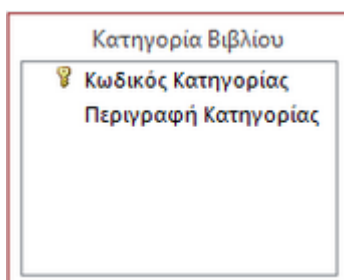 Κατηγορία Βιβλίου
Κωδικός Κατηγορίας
Περιγραφή Κατηγορίας